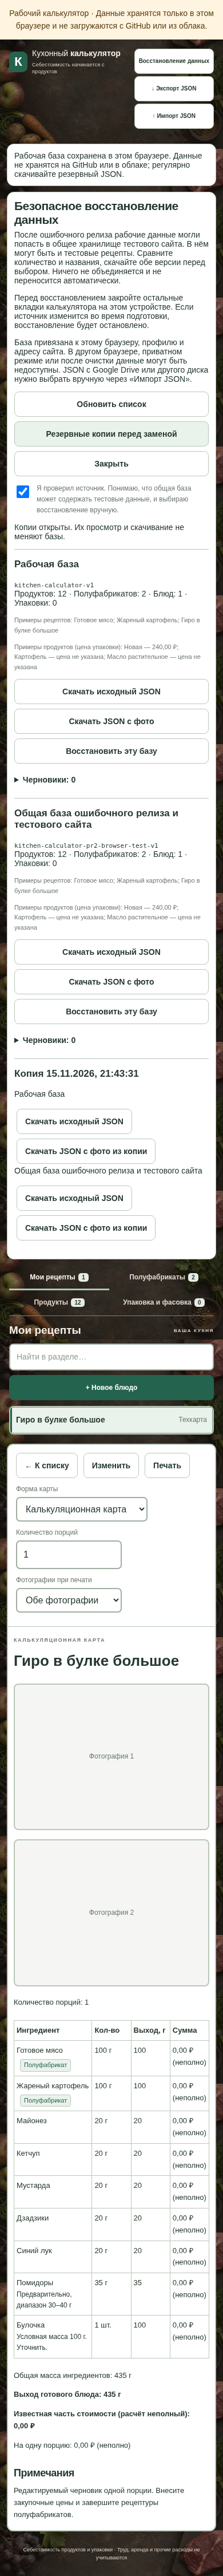 Рабочий калькулятор · Данные хранятся только в этом
браузере и не загружаются с GitHub или из облака.
К
Кухонный калькулятор
Себестоимость начинается с
продуктов
Восстановление данных
↓ Экспорт JSON
↑ Импорт JSON
Рабочая база сохранена в этом браузере. Данные
не хранятся на GitHub или в облаке; регулярно
скачивайте резервный JSON.
Безопасное восстановление
данных
После ошибочного релиза рабочие данные могли
попасть в общее хранилище тестового сайта. В нём
могут быть и тестовые рецепты. Сравните
количество и названия, скачайте обе версии перед
выбором. Ничего не объединяется и не
переносится автоматически.
Перед восстановлением закройте остальные
вкладки калькулятора на этом устройстве. Если
источник изменится во время подготовки,
восстановление будет остановлено.
База привязана к этому браузеру, профилю и
адресу сайта. В другом браузере, приватном
режиме или после очистки данные могут быть
недоступны. JSON с Google Drive или другого диска
нужно выбрать вручную через «Импорт JSON».
Обновить список
Резервные копии перед заменой
Закрыть
Я проверил источник. Понимаю, что общая база
может содержать тестовые данные, и выбираю
восстановление вручную.
Копии открыты. Их просмотр и скачивание не
меняют базы.
Рабочая база
kitchen-calculator-v1
Продуктов: 12 · Полуфабрикатов: 2 · Блюд: 1 ·
Упаковки: 0
Примеры рецептов: Готовое мясо; Жареный картофель; Гиро в
булке большое
Примеры продуктов (цена упаковки): Новая — 240,00 ₽;
Картофель — цена не указана; Масло растительное — цена не
указана
Скачать исходный JSON
Скачать JSON с фото
Восстановить эту базу
▶ Черновики: 0
Общая база ошибочного релиза и
тестового сайта
kitchen-calculator-pr2-browser-test-v1
Продуктов: 12 · Полуфабрикатов: 2 · Блюд: 1 ·
Упаковки: 0
Примеры рецептов: Готовое мясо; Жареный картофель; Гиро в
булке большое
Примеры продуктов (цена упаковки): Новая — 240,00 ₽;
Картофель — цена не указана; Масло растительное — цена не
указана
Скачать исходный JSON
Скачать JSON с фото
Восстановить эту базу
▶ Черновики: 0
Копия 15.11.2026, 21:43:31
Рабочая база
Скачать исходный JSON
Скачать JSON с фото из копии
Общая база ошибочного релиза и тестового сайта
Скачать исходный JSON
Скачать JSON с фото из копии
Мои рецепты 1
Полуфабрикаты 2
Продукты 12
Упаковка и фасовка 0
Мои рецепты
ВАША КУХНЯ
Найти в разделе…
+ Новое блюдо
Гиро в булке большое
Техкарта
← К списку
Изменить
Печать
Форма карты
Калькуляционная карта
Количество порций
1
Фотографии при печати
Обе фотографии
КАЛЬКУЛЯЦИОННАЯ КАРТА
Гиро в булке большое
Фотография 1
Фотография 2
Количество порций: 1
Ингредиент Кол-во Выход, г Сумма
Готовое мясо 100 г 100 0,00 ₽
Полуфабрикат (неполно)
Жареный картофель 100 г 100 0,00 ₽
Полуфабрикат (неполно)
Майонез 20 г 20 0,00 ₽
(неполно)
Кетчуп 20 г 20 0,00 ₽
(неполно)
Мустарда 20 г 20 0,00 ₽
(неполно)
Дзадзики 20 г 20 0,00 ₽
(неполно)
Синий лук 20 г 20 0,00 ₽
(неполно)
Помидоры 35 г 35 0,00 ₽
Предварительно, (неполно)
диапазон 30–40 г
Булочка 1 шт. 100 0,00 ₽
Условная масса 100 г. (неполно)
Уточнить.
Общая масса ингредиентов: 435 г
Выход готового блюда: 435 г
Известная часть стоимости (расчёт неполный):
0,00 ₽
На одну порцию: 0,00 ₽ (неполно)
Примечания
Редактируемый черновик одной порции. Внесите
закупочные цены и завершите рецептуры
полуфабрикатов.
Себестоимость продуктов и упаковки · Труд, аренда и прочие расходы не
учитываются